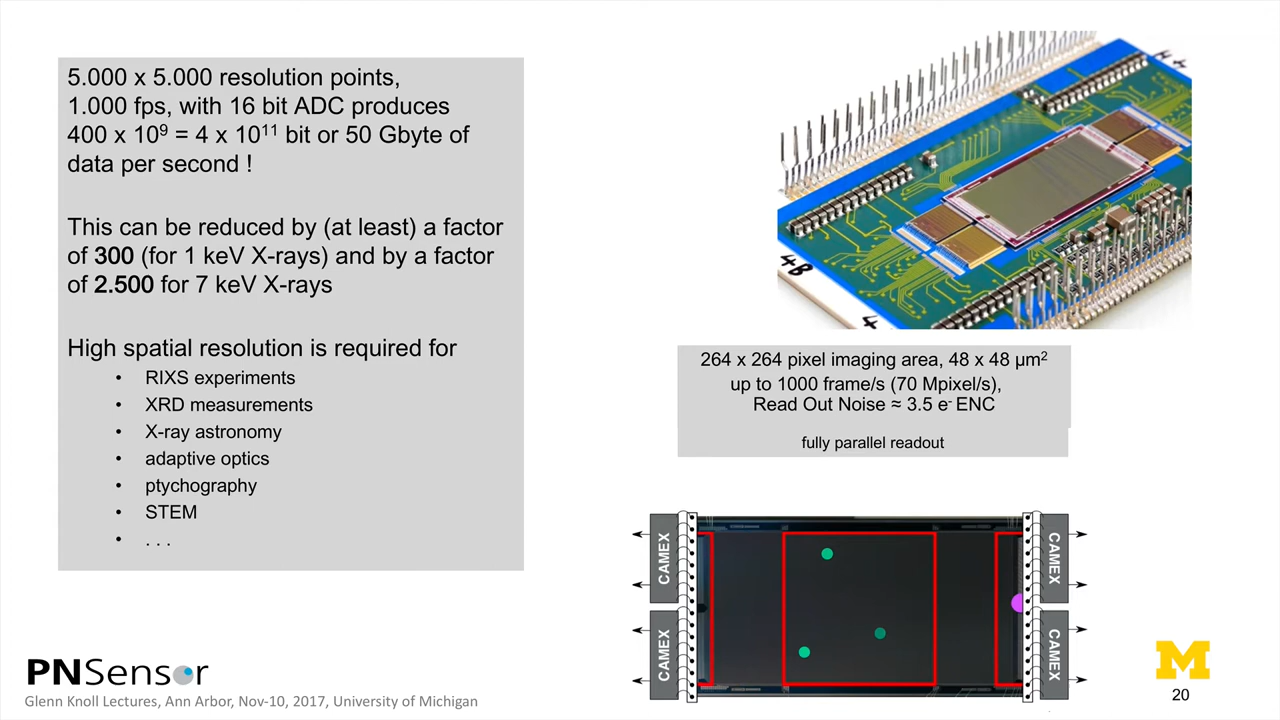 5.000 x 5.000 resolution points,
1.000 fps, with 16 bit ADC produces
400 x 10⁹ = 4 x 10¹¹ bit or 50 Gbyte of
data per second !
This can be reduced by (at least) a factor
of 300 (for 1 keV X-rays) and by a factor
of 2.500 for 7 keV X-rays
High spatial resolution is required for
• RIXS experiments
• XRD measurements
• X-ray astronomy
• adaptive optics
• ptychography
• STEM
• . . .
4B
4
264 x 264 pixel imaging area, 48 x 48 µm²
up to 1000 frame/s (70 Mpixel/s),
Read Out Noise ≈ 3.5 e⁻ ENC
fully parallel readout
CAMEX
CAMEX
CAMEX
CAMEX
PNSensor
Glenn Knoll Lectures, Ann Arbor, Nov-10, 2017, University of Michigan
M
20